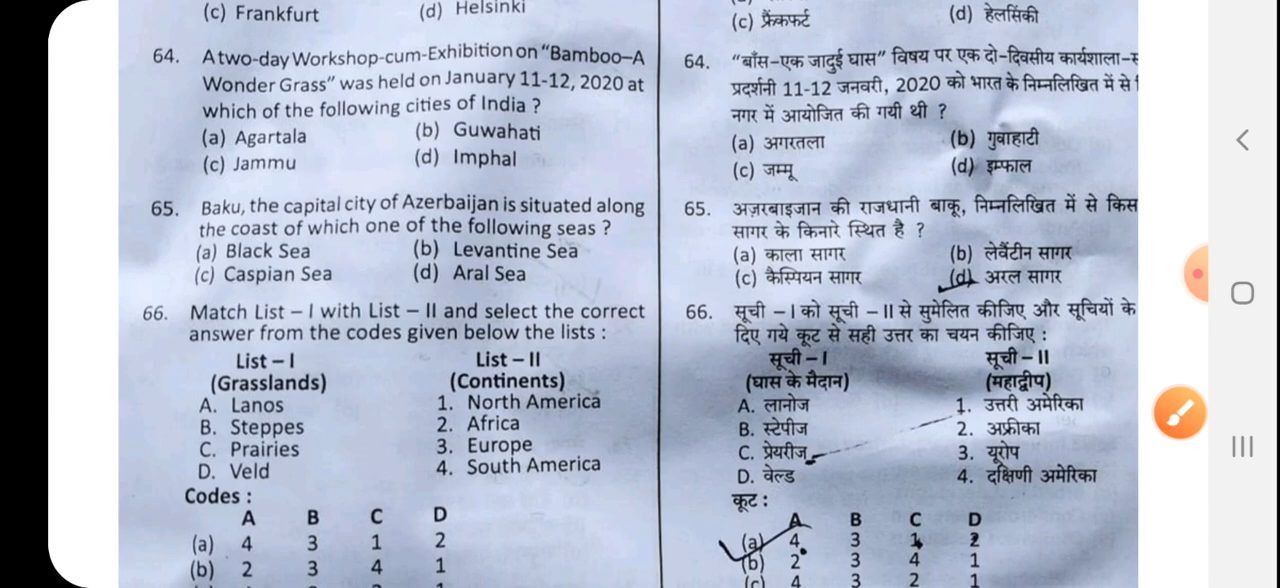 (c) Frankfurt (d) Helsinki
64. A two-day Workshop-cum-Exhibition on "Bamboo–A
Wonder Grass" was held on January 11-12, 2020 at
which of the following cities of India ?
(a) Agartala (b) Guwahati
(c) Jammu (d) Imphal
65. Baku, the capital city of Azerbaijan is situated along
the coast of which one of the following seas ?
(a) Black Sea (b) Levantine Sea
(c) Caspian Sea (d) Aral Sea
66. Match List – I with List – II and select the correct
answer from the codes given below the lists :
List – I List – II
(Grasslands) (Continents)
A. Lanos 1. North America
B. Steppes 2. Africa
C. Prairies 3. Europe
D. Veld 4. South America
Codes :
A B C D
(a) 4 3 1 2
(b) 2 3 4 1
(c) फ्रैंकफर्ट (d) हेलसिंकी
64. "बाँस-एक जादुई घास" विषय पर एक दो-दिवसीय कार्यशाला-स
प्रदर्शनी 11-12 जनवरी, 2020 को भारत के निम्नलिखित में से
नगर में आयोजित की गयी थी ?
(a) अगरतला (b) गुवाहाटी
(c) जम्मू (d) इम्फाल
65. अज़रबाइजान की राजधानी बाकू, निम्नलिखित में से किस
सागर के किनारे स्थित है ?
(a) काला सागर (b) लेवैंटीन सागर
(c) कैस्पियन सागर (d) अरल सागर
66. सूची – I को सूची – II से सुमेलित कीजिए और सूचियों के
दिए गये कूट से सही उत्तर का चयन कीजिए :
सूची – I सूची – II
(घास के मैदान) (महाद्वीप)
A. लानोज 1. उत्तरी अमेरिका
B. स्टेपीज 2. अफ्रीका
C. प्रेयरीज 3. यूरोप
D. वेल्ड 4. दक्षिणी अमेरिका
कूट :
A B C D
(a) 4 3 1 2
(b) 2 3 4 1
(c) 4 3 2 1